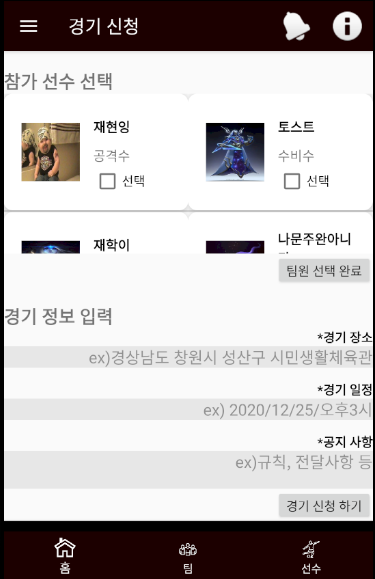 경기 신청
참가 선수 선택
재현잉
공격수
선택
토스트
수비수
선택
재학이
나문주완아니
팀원 선택 완료
경기 정보 입력
*경기 장소
ex)경상남도 창원시 성산구 시민생활체육관
*경기 일정
ex) 2020/12/25/오후3시
*공지 사항
ex)규칙, 전달사항 등
경기 신청 하기
홈
팀
선수